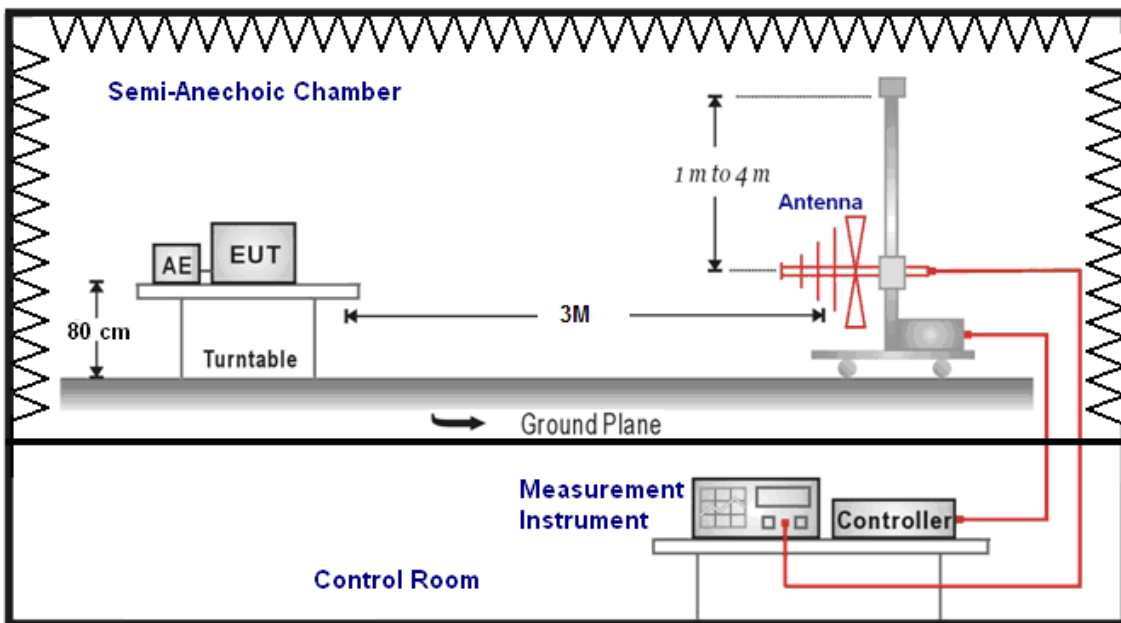 Semi-Anechoic Chamber
1 m to 4 m
Antenna
AE
EUT
80 cm
3M
Turntable
Ground Plane
Measurement
Instrument
Controller
Control Room